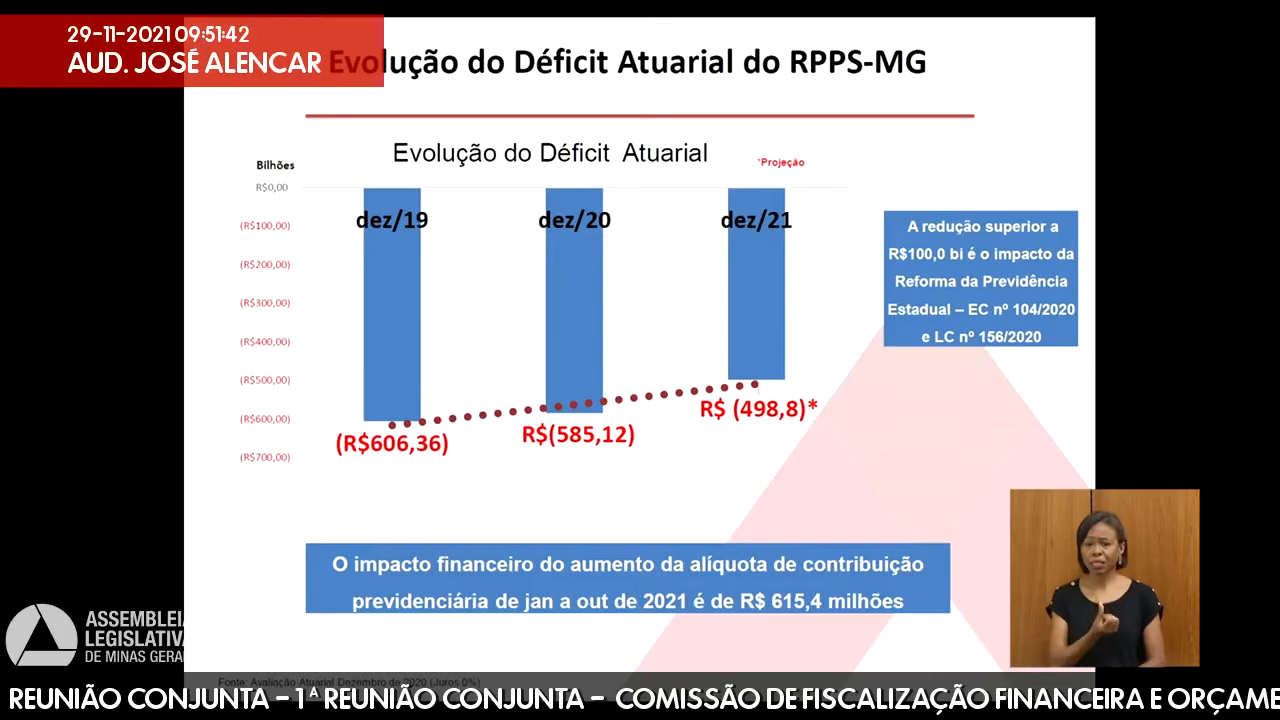 29-11-2021 09:51:42
AUD. JOSÉ ALENCAR
Evolução do Déficit Atuarial do RPPS-MG
Evolução do Déficit Atuarial
Bilhões
*Projeção
R$0,00
(R$100,00)
(R$200,00)
(R$300,00)
(R$400,00)
(R$500,00)
(R$600,00)
(R$700,00)
dez/19
dez/20
dez/21
(R$606,36)
R$(585,12)
R$ (498,8)*
A redução superior a
R$100,0 bi é o impacto da
Reforma da Previdência
Estadual – EC nº 104/2020
e LC nº 156/2020
O impacto financeiro do aumento da alíquota de contribuição
previdenciária de jan a out de 2021 é de R$ 615,4 milhões
ASSEMBLEIA
LEGISLATIVA
DE MINAS GERAI
Fonte: Avaliação Atuarial Dezembro de 2020 (Juros 0%)
REUNIÃO CONJUNTA - 1ª REUNIÃO CONJUNTA - COMISSÃO DE FISCALIZAÇÃO FINANCEIRA E ORÇAME